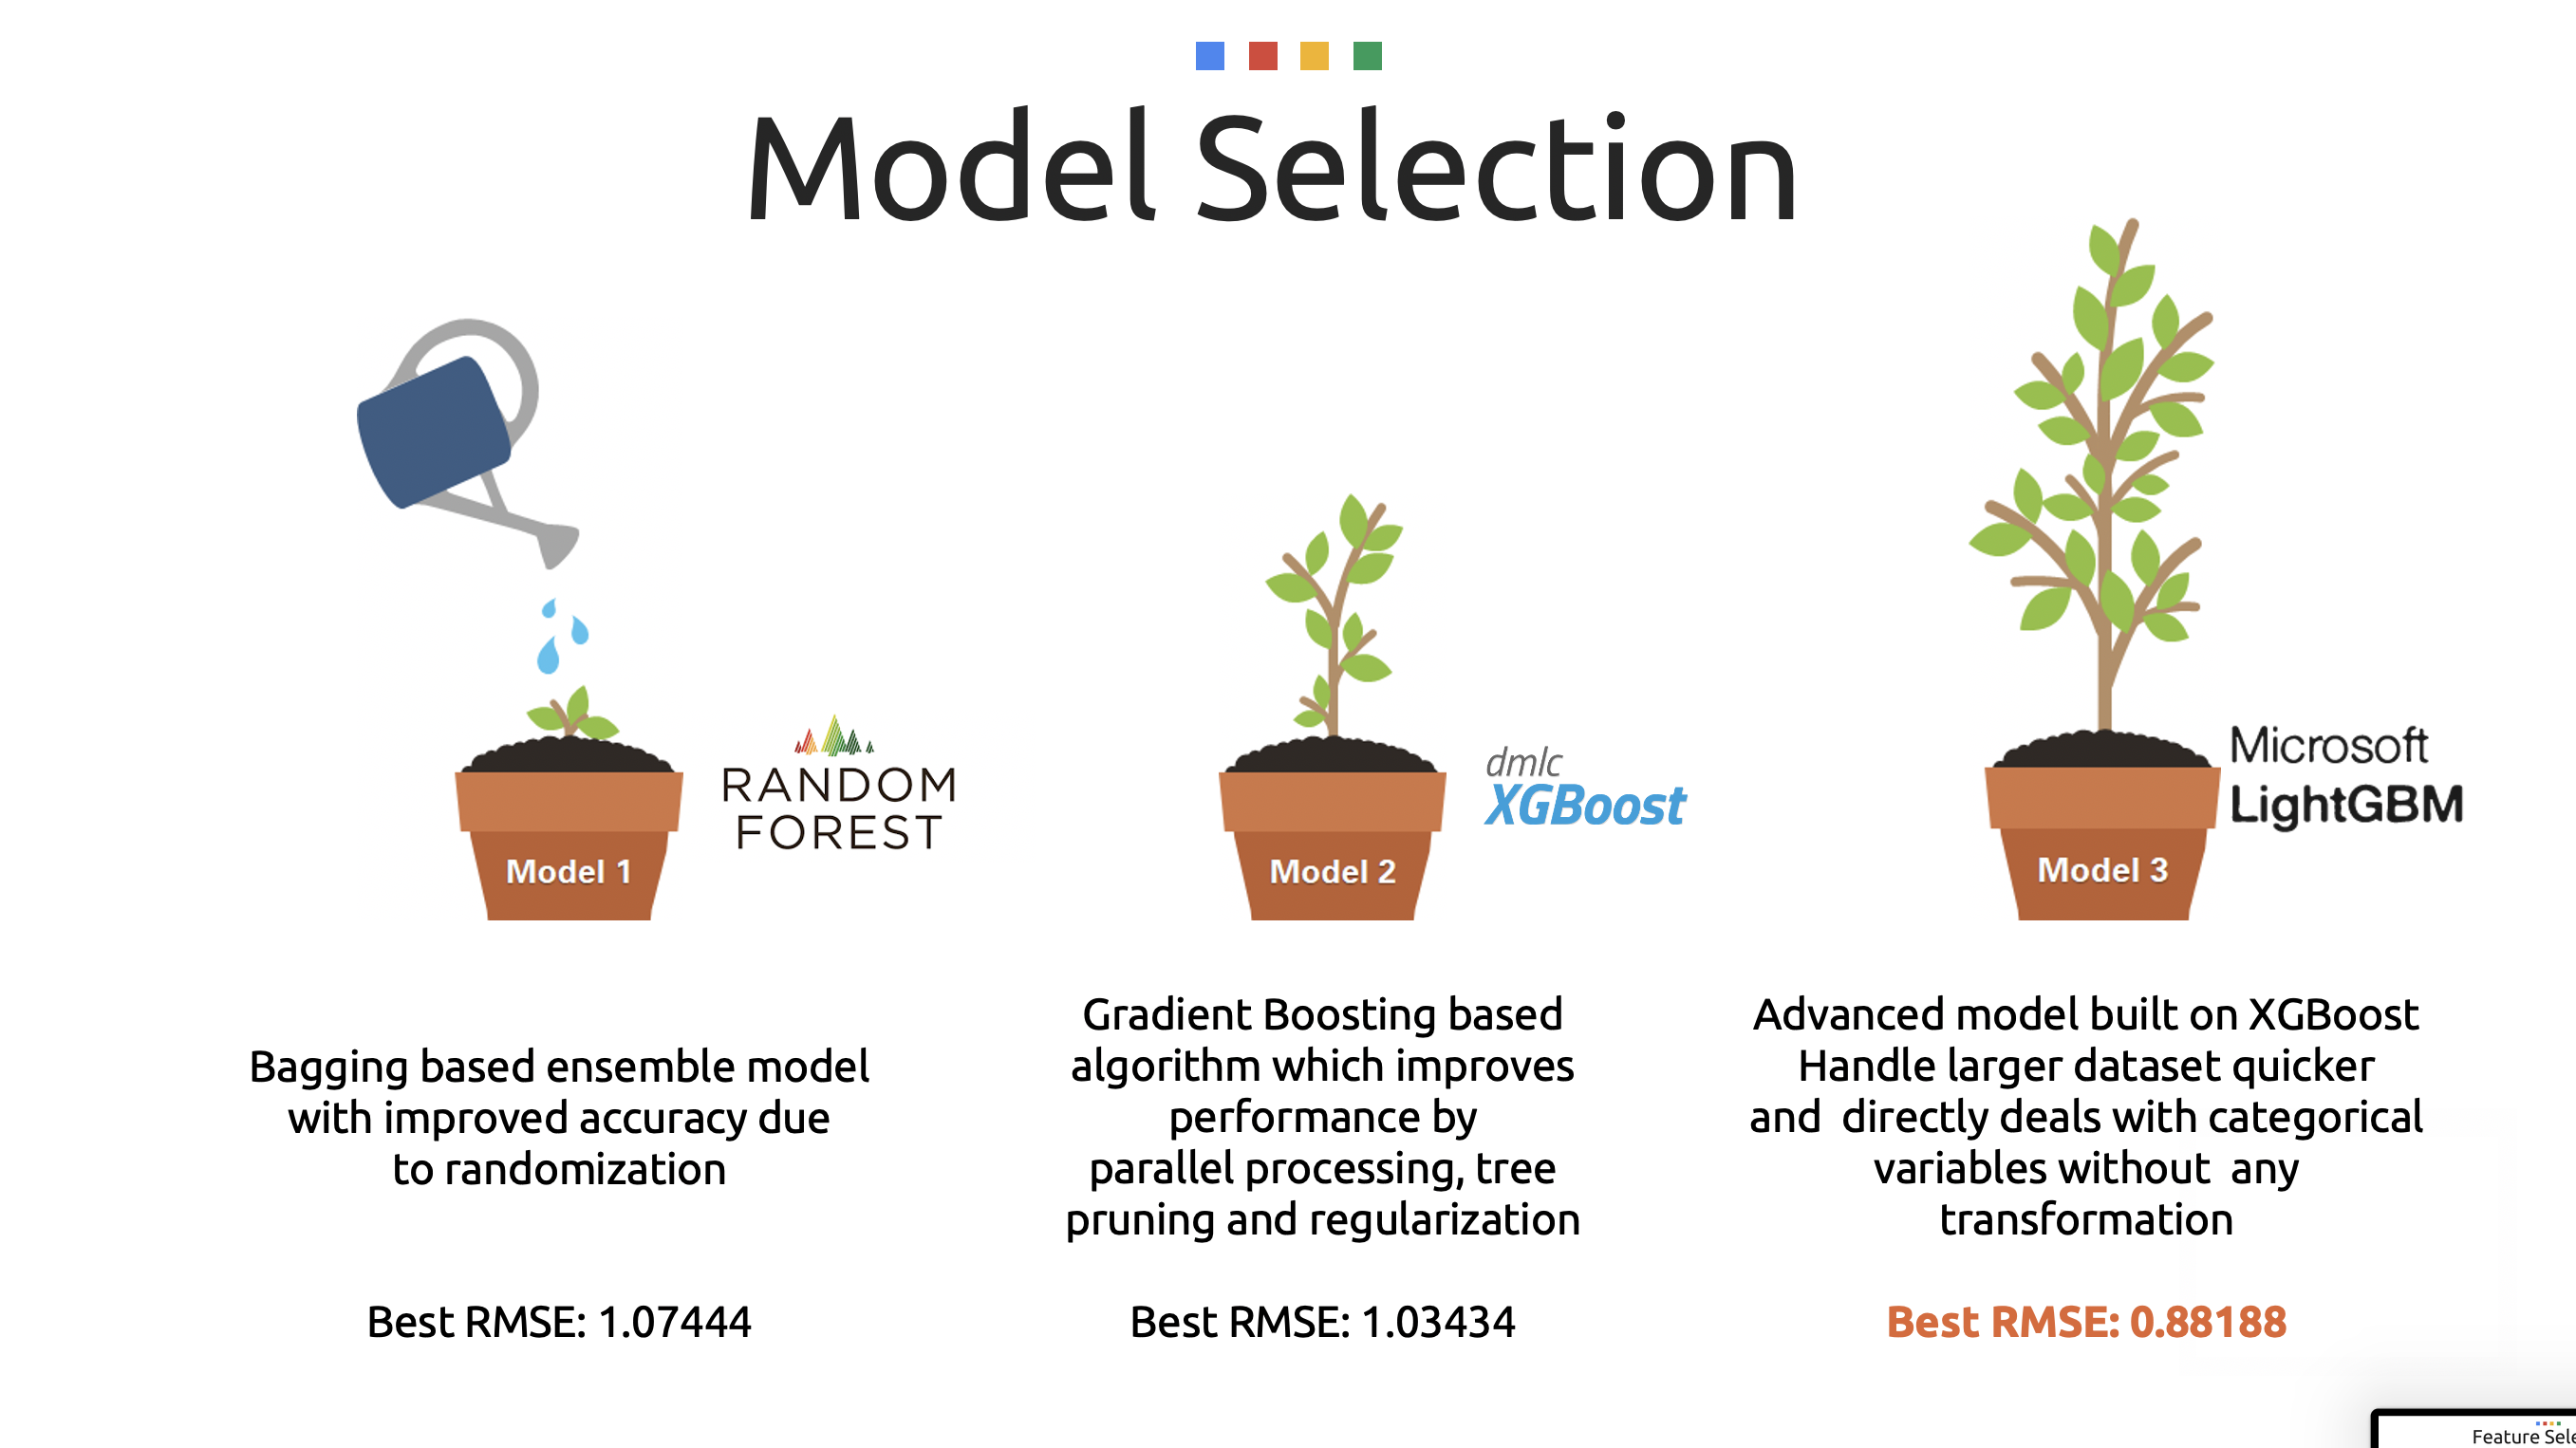 Model Selection
RANDOM
FOREST
Model 1
dmlc
XGBoost
Model 2
Microsoft
LightGBM
Model 3
Bagging based ensemble model
with improved accuracy due
to randomization
Best RMSE: 1.07444
Gradient Boosting based
algorithm which improves
performance by
parallel processing, tree
pruning and regularization
Best RMSE: 1.03434
Advanced model built on XGBoost
Handle larger dataset quicker
and directly deals with categorical
variables without any
transformation
Best RMSE: 0.88188
Feature Sele